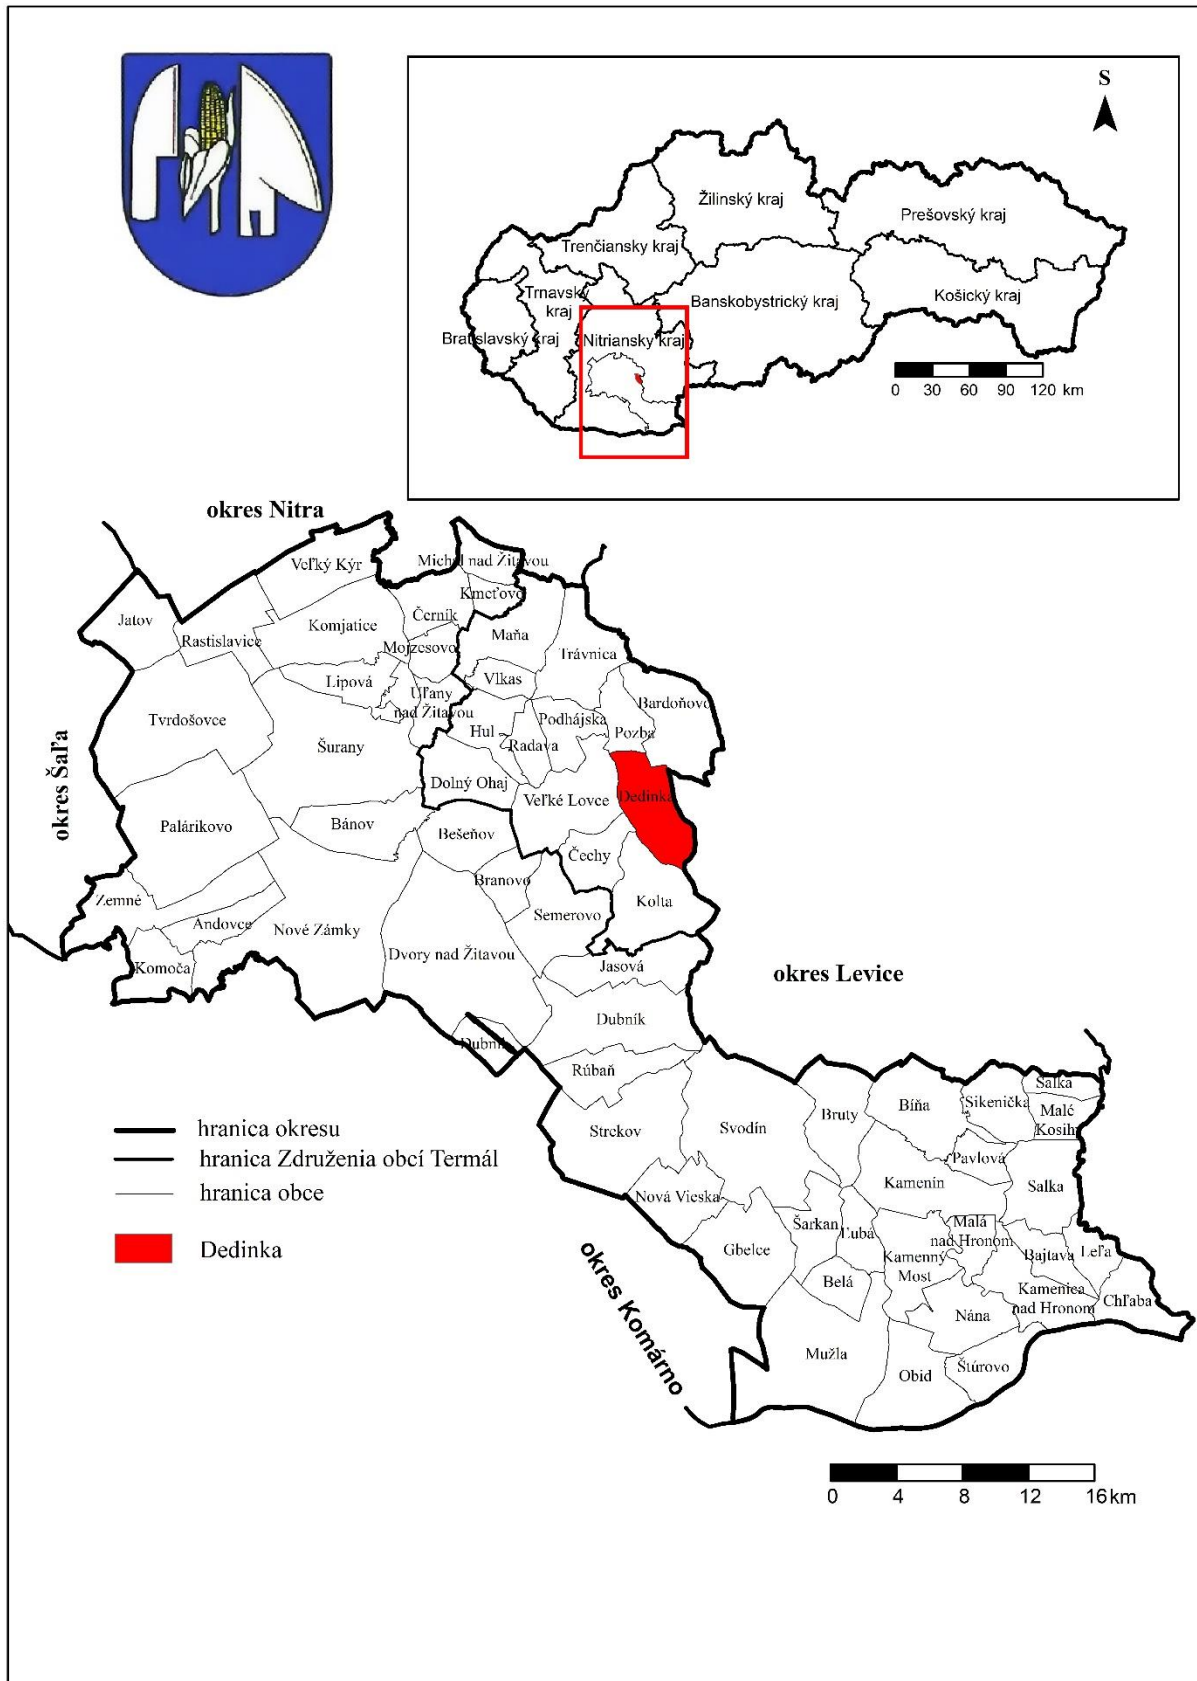 S
Žilinský kraj
Prešovský kraj
Trenčiansky kraj
Trnavský
kraj
Banskobystrický kraj
Košický kraj
Bratislavský kraj
Nitriansky kraj
0 30 60 90 120 km
okres Nitra
Veľký Kýr
Michal nad Žitavou
Kmeťovo
Jatov
Rastislavice
Komjatice
Černík
Maňa
Mojzesovo
Trávnica
Lipová
Vlkas
Úľany
nad Žitavou
Bardoňovo
Tvrdošovce
Podhájska
Pozba
Hul
Radava
Šurany
okres Šaľa
Dolný Ohaj
Veľké Lovce
Dedinka
Palárikovo
Bánov
Bešeňov
Čechy
Branovo
Zemné
Kolta
Semerovo
Andovce
Nové Zámky
Dvory nad Žitavou
Komoča
Jasová
okres Levice
Dubník
Dubník
Rúbaň
Salka
Sikenička
Bíňa
Malé
Kosihy
Bruty
Strekov
Svodín
Pavlová
Kamenín
Salka
Nová Vieska
Šarkan
Ľubá
Malá
nad Hronom
Gbelce
Kamenný
Most
Bajtava
Leľa
Belá
Kamenica
nad Hronom
Chľaba
Nána
Mužla
Obid
Štúrovo
okres Komárno
hranica okresu
hranica Združenia obcí Termál
hranica obce
Dedinka
0 4 8 12 16 km